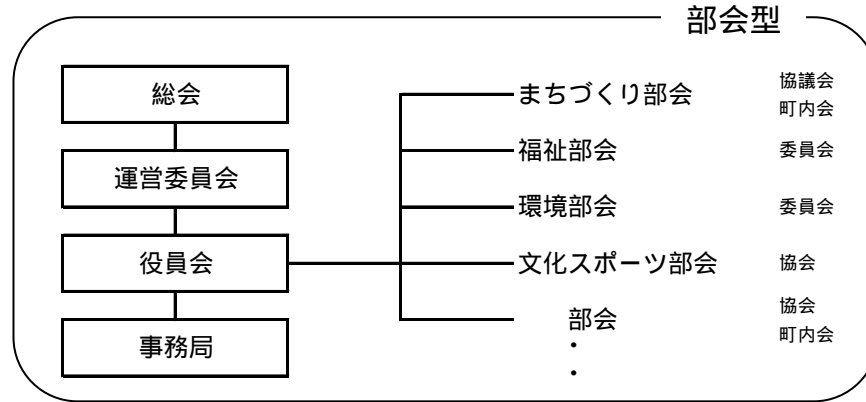 部会型
総会
運営委員会
役員会
事務局
まちづくり部会
協議会
町内会
福祉部会
委員会
環境部会
委員会
文化スポーツ部会
協会
部会
協会
町内会
・
・